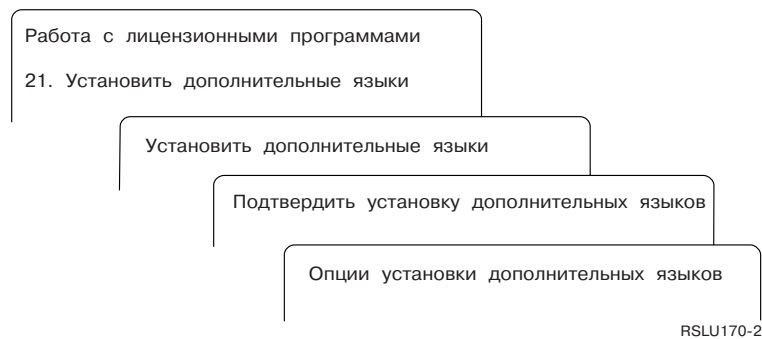 Работа с лицензионными программами
21. Установить дополнительные языки
Установить дополнительные языки
Подтвердить установку дополнительных языков
Опции установки дополнительных языков
RSLU170-2